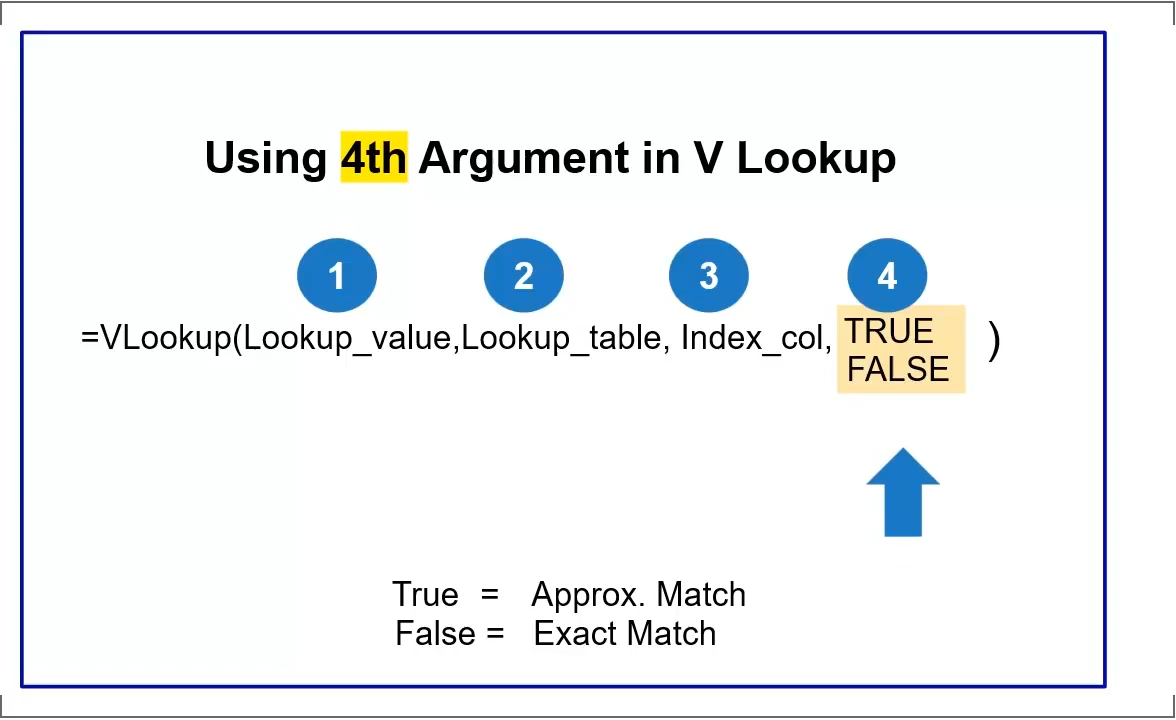 Using 4th Argument in V Lookup
1 2 3 4
=VLookup(Lookup_value,Lookup_table, Index_col, TRUE )
FALSE
True = Approx. Match
False = Exact Match